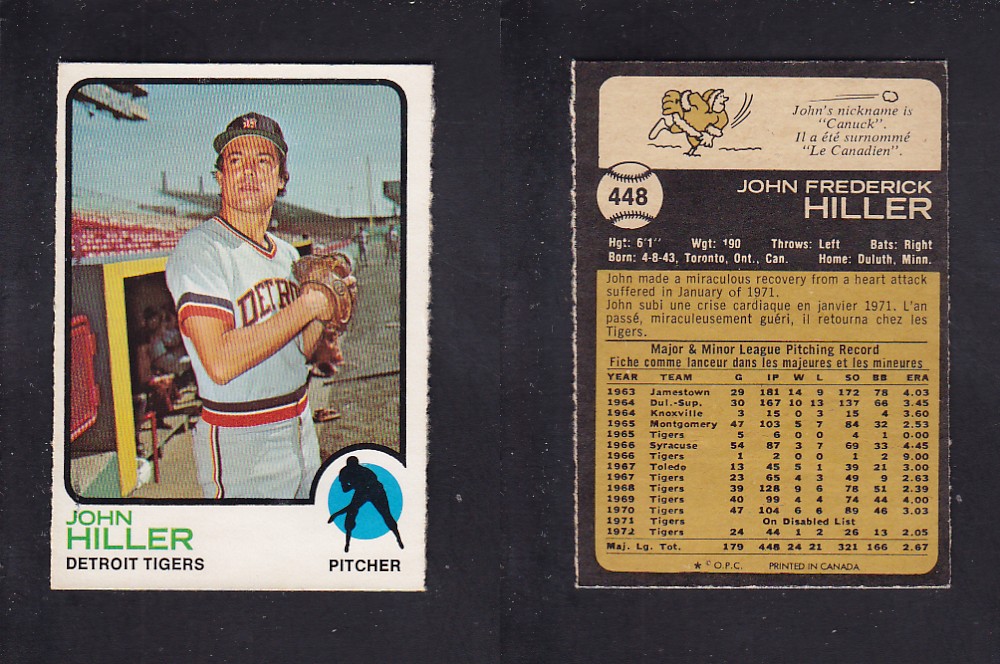 DETRO
JOHN
HILLER
DETROIT TIGERS
PITCHER
John's nickname is
"Canuck".
Il a été surnommé
"Le Canadien".
448
JOHN FREDERICK
HILLER
Hgt: 6'1" Wgt: 190 Throws: Left Bats: Right
Born: 4-8-43, Toronto, Ont., Can. Home: Duluth, Minn.
John made a miraculous recovery from a heart attack
suffered in January of 1971.
John subi une crise cardiaque en janvier 1971. L'an
passé, miraculeusement guéri, il retourna chez les
Tigers.
Major & Minor League Pitching Record
Fiche comme lanceur dans les majeures et les mineures
YEAR TEAM G IP W L SO BB ERA
1963 Jamestown 29 181 14 9 172 78 4.03
1964 Dul.-Sup. 30 167 10 13 137 66 3.45
1964 Knoxville 3 15 0 3 15 4 3.60
1965 Montgomery 47 103 5 7 84 32 2.53
1965 Tigers 5 6 0 0 4 1 0.00
1966 Syracuse 54 87 3 7 69 33 4.45
1966 Tigers 1 2 0 0 1 2 9.00
1967 Toledo 13 45 5 1 39 21 3.00
1967 Tigers 23 65 4 3 49 9 2.63
1968 Tigers 39 128 9 6 78 51 2.39
1969 Tigers 40 99 4 4 74 44 4.00
1970 Tigers 47 104 6 6 89 46 3.03
1971 Tigers On Disabled List
1972 Tigers 24 44 1 2 26 13 2.05
Maj. Lg. Tot. 179 448 24 21 321 166 2.67
★ © O.P.C. PRINTED IN CANADA